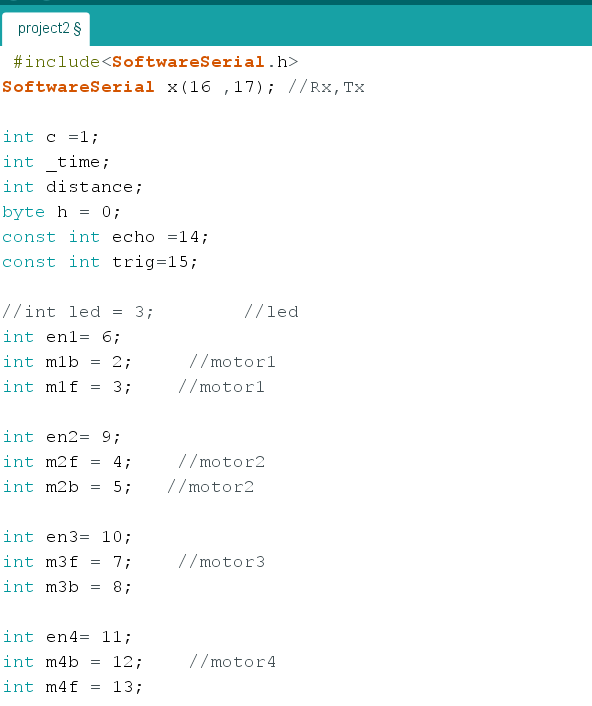 project2 §
#include<SoftwareSerial.h>
SoftwareSerial x(16 ,17); //Rx,Tx
int c =1;
int _time;
int distance;
byte h = 0;
const int echo =14;
const int trig=15;
//int led = 3;        //led
int en1= 6;
int m1b = 2;     //motor1
int m1f = 3;    //motor1
int en2= 9;
int m2f = 4;    //motor2
int m2b = 5;   //motor2
int en3= 10;
int m3f = 7;    //motor3
int m3b = 8;
int en4= 11;
int m4b = 12;    //motor4
int m4f = 13;